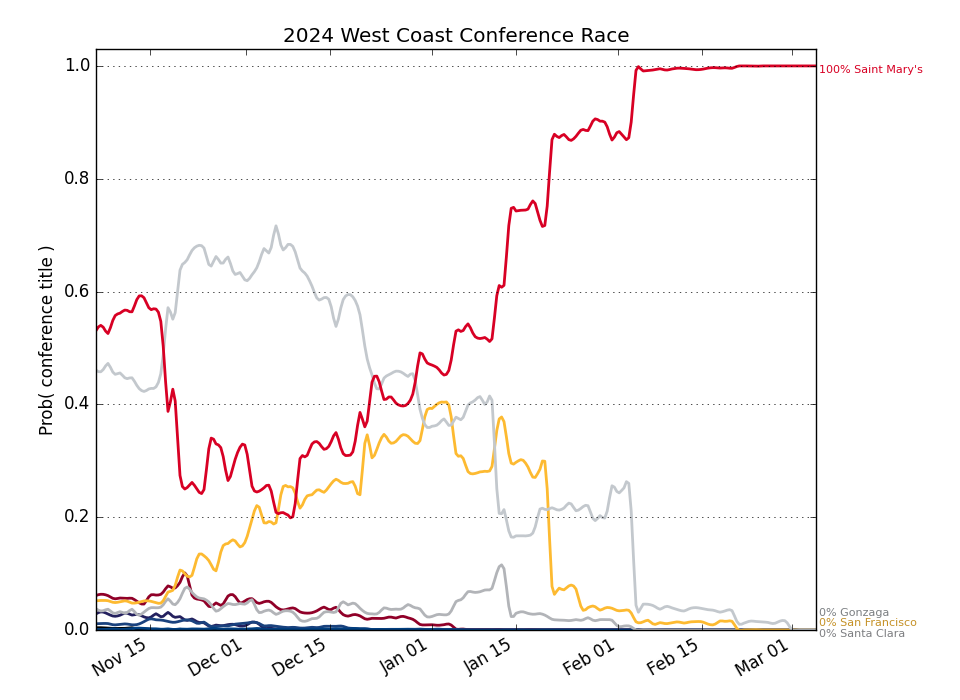 2024 West Coast Conference Race
1.0
0.8
0.6
0.4
0.2
0.0
Prob( conference title )
100% Saint Mary's
0% Gonzaga
0% San Francisco
0% Santa Clara
Nov 15
Dec 01
Dec 15
Jan 01
Jan 15
Feb 01
Feb 15
Mar 01